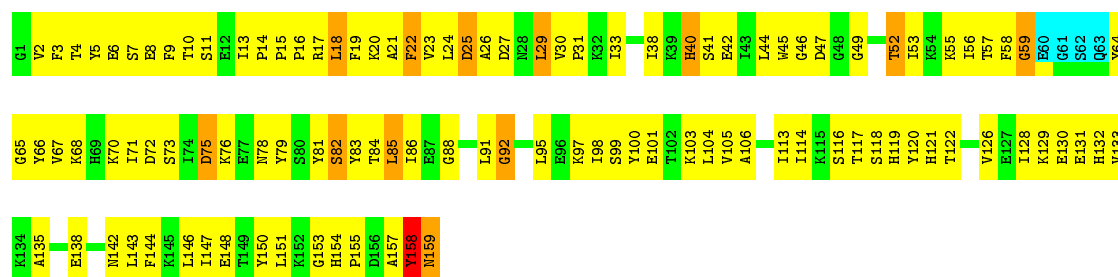 G1 V2 F3 T4 Y5 E6 S7 E8 F9 T10 S11 E12 I13 P14 P15 P16 R17 L18 F19 K20 A21 F22 V23 L24 D25 A26 D27 N28 L29 V30 P31 K32 I33 I38 K39 H40 S41 E42 I43 L44 W45 G46 D47 G48 G49 T52 I53 K54 K55 I56 T57 F58 G59 E60 G61 S62 Q63 Y64
G65 Y66 V67 K68 H69 K70 I71 D72 S73 I74 D75 K76 E77 N78 Y79 S80 Y81 S82 Y83 T84 L85 I86 E87 G88 L91 G92 L95 E96 K97 I98 S99 Y100 E101 T102 K103 L104 V105 A106 I113 I114 K115 S116 T117 S118 H119 Y120 H121 T122 V126 E127 I128 K129 E130 E131 H132 V133
K134 A135 E138 N142 L143 F144 K145 L146 I147 E148 T149 Y150 L151 K152 G153 H154 P155 D156 A157 Y158 N159